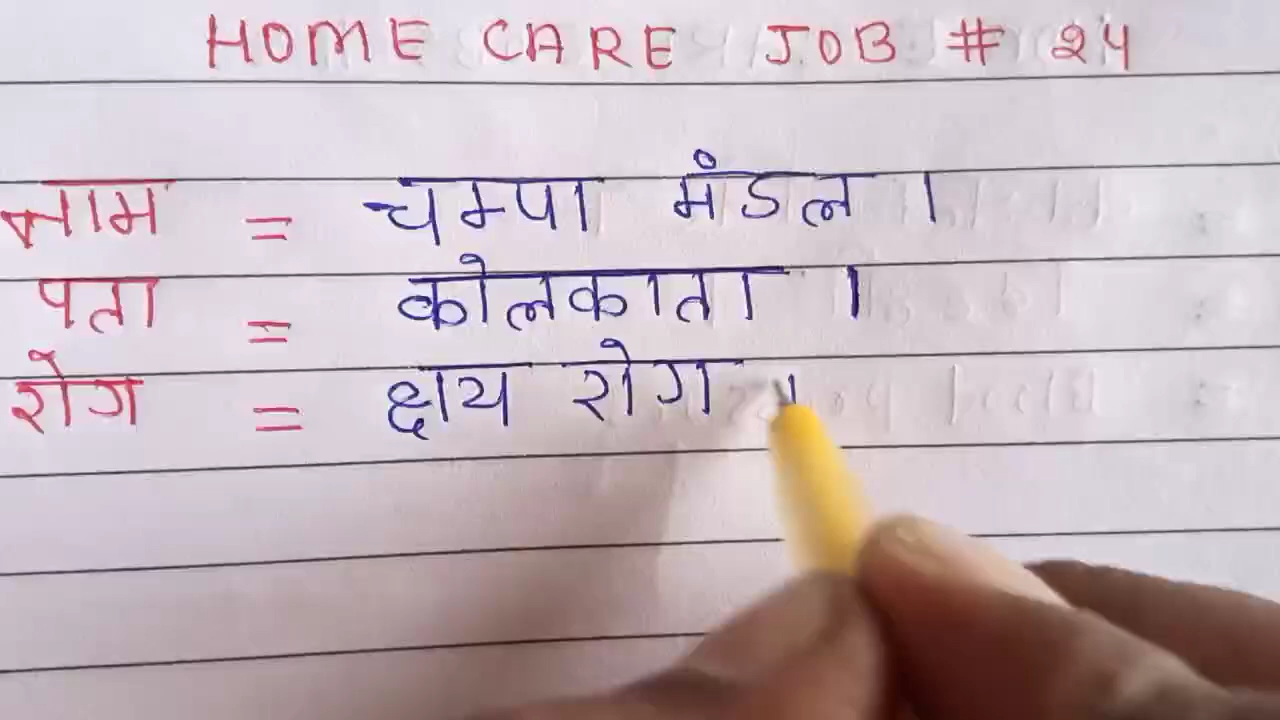 HOME CARE JOB # 24
नाम = चम्पा मंडल ।
पता = कोलकाता ।
रोग = क्षय रोग